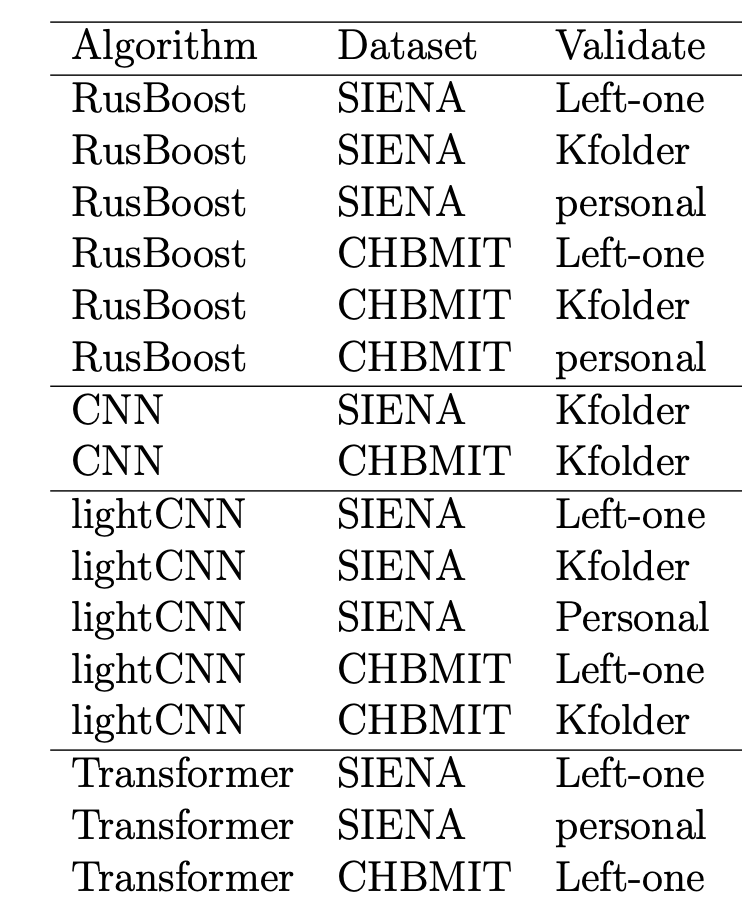 Algorithm Dataset Validate
RusBoost SIENA Left-one
RusBoost SIENA Kfolder
RusBoost SIENA personal
RusBoost CHBMIT Left-one
RusBoost CHBMIT Kfolder
RusBoost CHBMIT personal
CNN SIENA Kfolder
CNN CHBMIT Kfolder
lightCNN SIENA Left-one
lightCNN SIENA Kfolder
lightCNN SIENA Personal
lightCNN CHBMIT Left-one
lightCNN CHBMIT Kfolder
Transformer SIENA Left-one
Transformer SIENA personal
Transformer CHBMIT Left-one